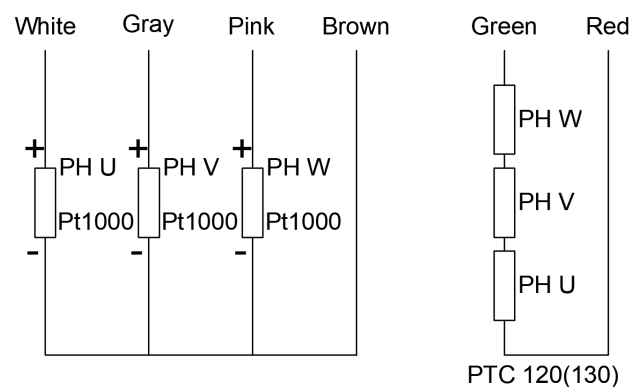 White Gray Pink Brown Green Red
PH W
+ + +
PH U PH V PH W
PH V
Pt1000 Pt1000 Pt1000
- - -
PH U
PTC 120(130)